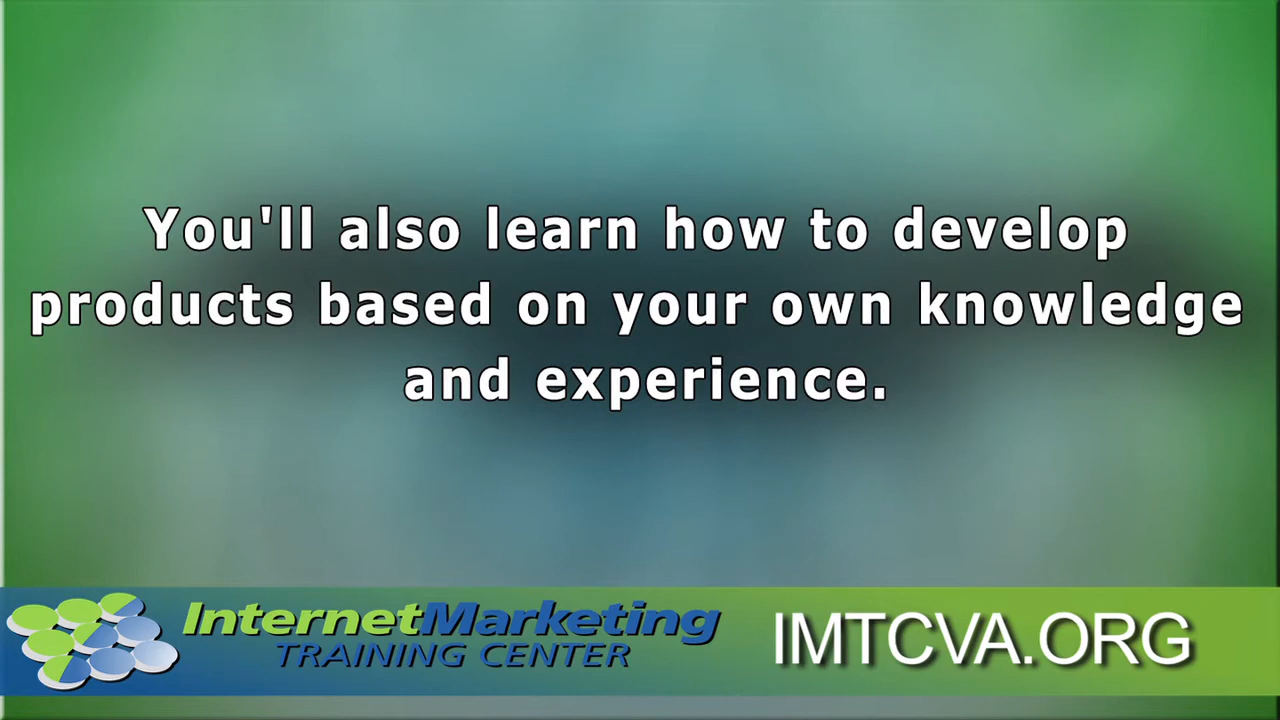 You'll also learn how to develop
products based on your own knowledge
and experience.
InternetMarketing
TRAINING CENTER
IMTCVA.ORG